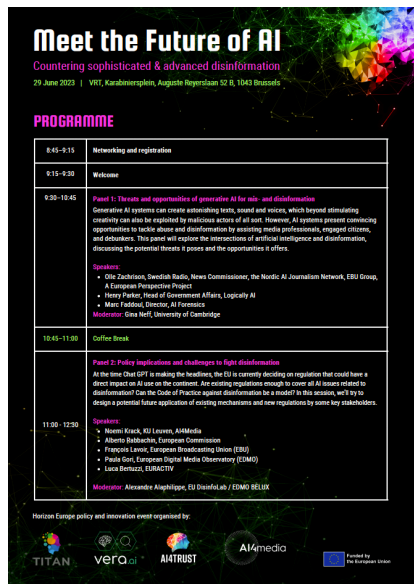 Meet the Future of AI
Countering sophisticated & advanced disinformation
29 June 2023 | VRT, Karabiniersplein, Auguste Reyerslaan 52 B, 1043 Brussels
PROGRAMME
8:45–9:15 Networking and registration
9:15–9:30 Welcome
9:30–10:45 Panel 1: Threats and opportunities of generative AI for mis- and disinformation
Generative AI systems can create astonishing texts, sound and voices, which beyond stimulating
creativity can also be exploited by malicious actors of all sort. However, AI systems present convincing
opportunities to tackle abuse and disinformation by assisting media professionals, engaged citizens,
and debunkers. This panel will explore the intersections of artificial intelligence and disinformation,
discussing the potential threats it poses and the opportunities it offers.
Speakers:
• Olle Zachrison, Swedish Radio, News Commissioner, the Nordic AI Journalism Network, EBU Group,
A European Perspective Project
• Henry Parker, Head of Government Affairs, Logically AI
• Marc Faddoul, Director, AI Forensics
Moderator: Gina Neff, University of Cambridge
10:45–11:00 Coffee Break
Panel 2: Policy implications and challenges to fight disinformation
At the time Chat GPT is making the headlines, the EU is currently deciding on regulation that could have a
direct impact on AI use on the continent. Are existing regulations enough to cover all AI issues related to
disinformation? Can the Code of Practice against disinformation be a model? In this session, we'll try to
design a potential future application of existing mechanisms and new regulations by some key stakeholders.
11:00 - 12:30 Speakers:
• Noemi Krack, KU Leuven, AI4Media
• Alberto Rabbachin, European Commission
• François Lavoir, European Broadcasting Union (EBU)
• Paula Gori, European Digital Media Observatory (EDMO)
• Luca Bertuzzi, EURACTIV
Moderator: Alexandre Alaphilippe, EU DisinfoLab / EDMO BELUX
Horizon Europe policy and innovation event organised by:
TITAN
vera.ai
AI4TRUST
AI4media
Funded by
the European Union